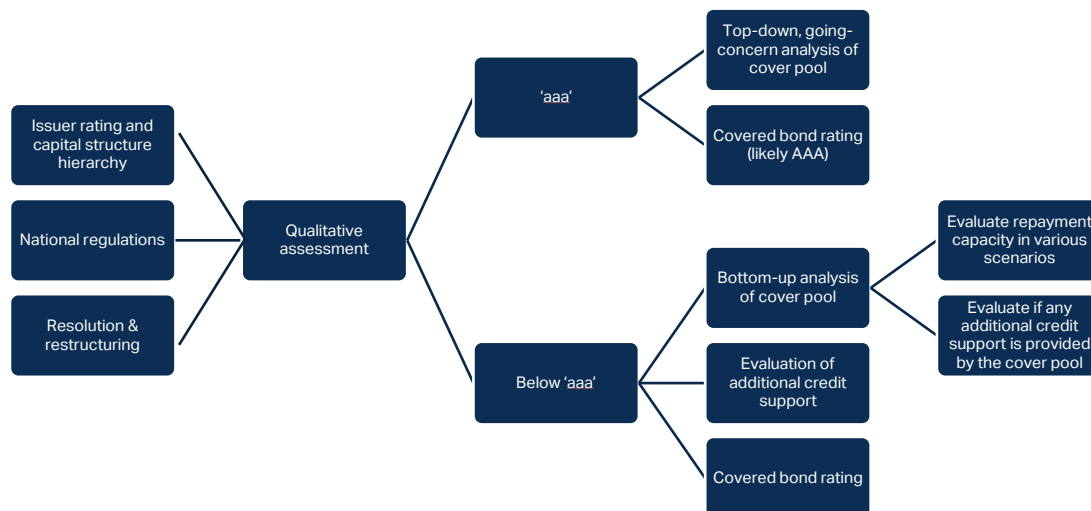 Issuer rating and
capital structure
hierarchy
National regulations
Resolution &
restructuring
Qualitative
assessment
‘aaa’
Top-down, going-
concern analysis of
cover pool
Covered bond rating
(likely AAA)
Below ‘aaa’
Bottom-up analysis
of cover pool
Evaluate repayment
capacity in various
scenarios
Evaluate if any
additional credit
support is provided
by the cover pool
Evaluation of
additional credit
support
Covered bond rating